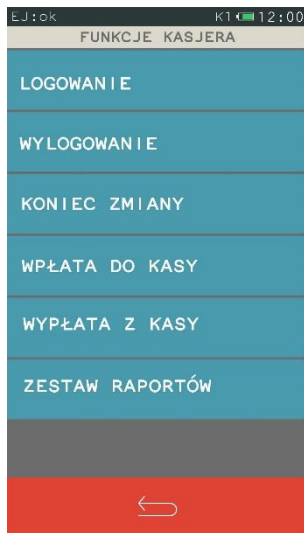 EJ:ok K1 12:00
FUNKCJE KASJERA
LOGOWANIE
WYLOGOWANIE
KONIEC ZMIANY
WPŁATA DO KASY
WYPŁATA Z KASY
ZESTAW RAPORTÓW